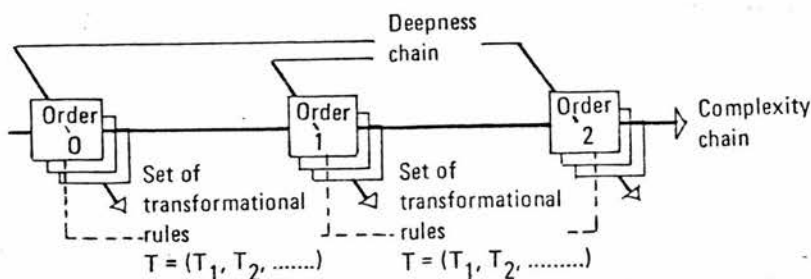 Deepness
chain
Order
0
Order
1
Order
2
Complexity
chain
Set of
transformational
rules
T = (T1, T2, .......)
Set of
transformational
rules
T = (T1, T2, .........)